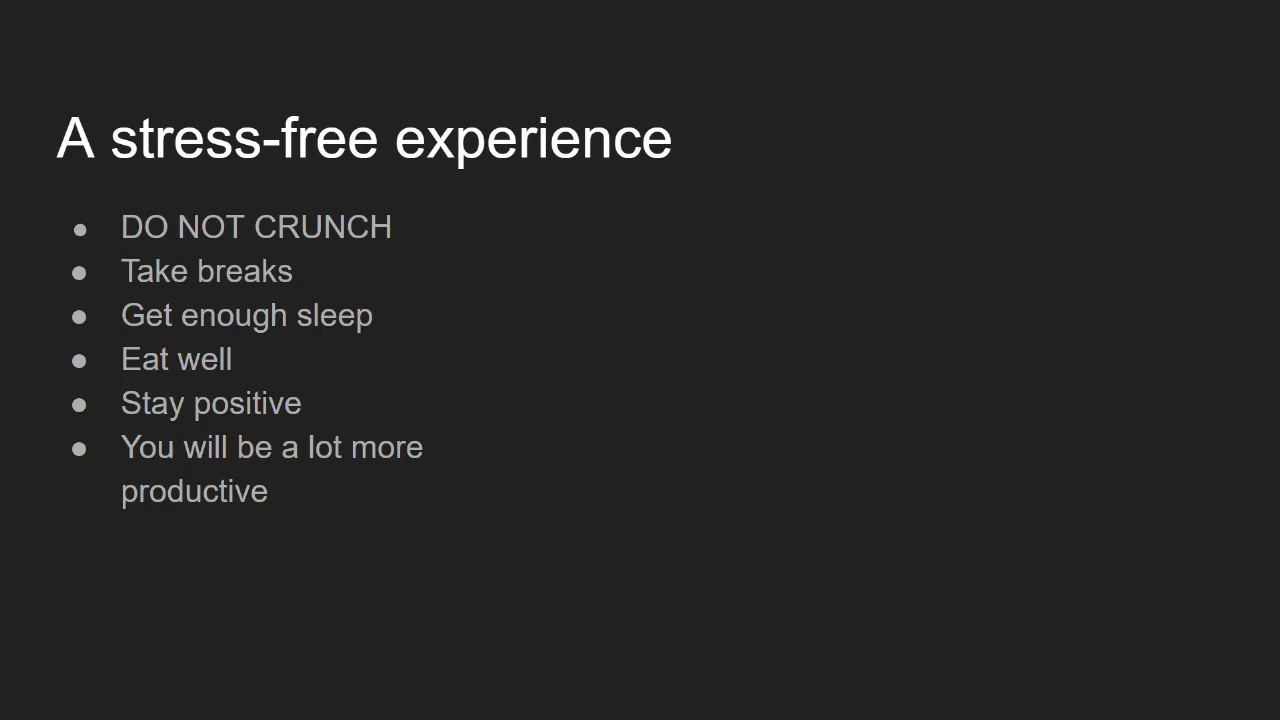 A stress-free experience
● DO NOT CRUNCH
● Take breaks
● Get enough sleep
● Eat well
● Stay positive
● You will be a lot more
productive